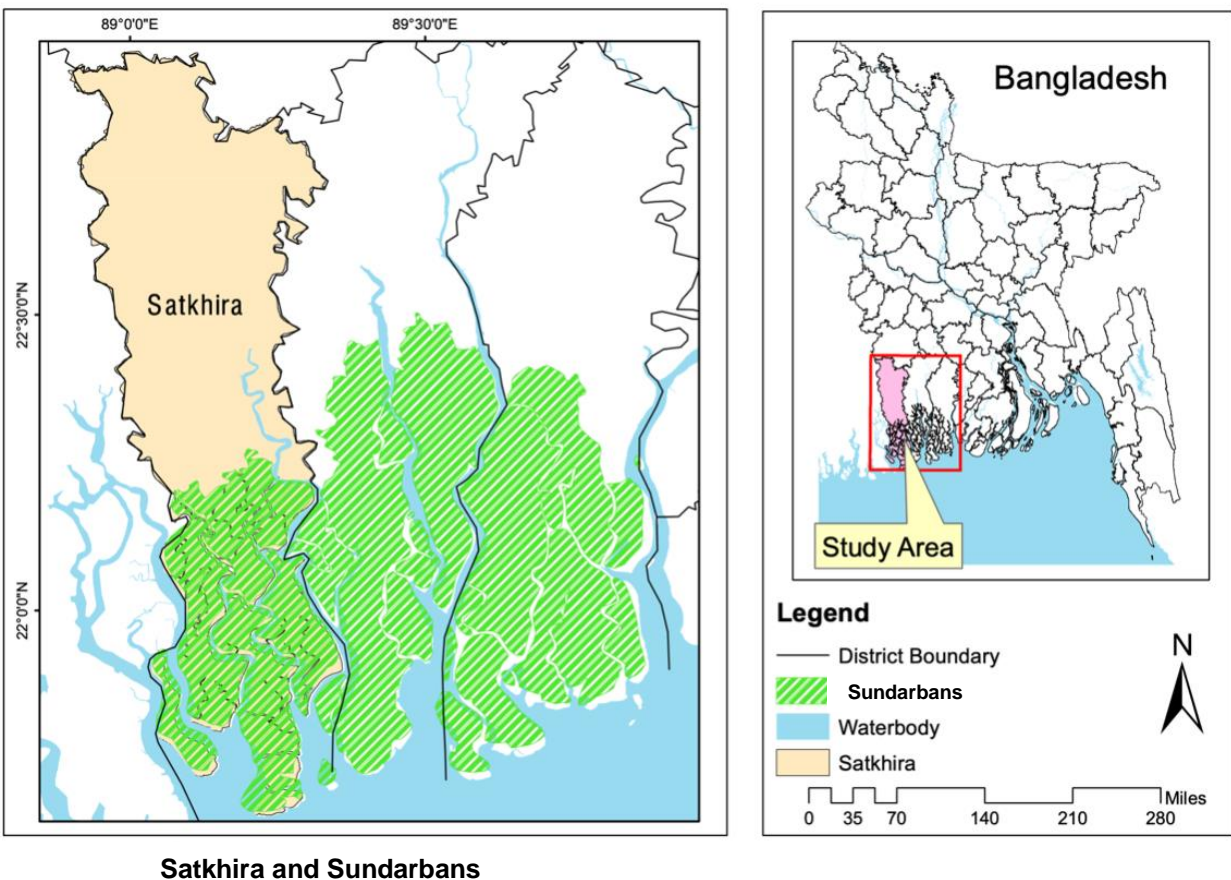 89°0'0"E
89°30'0"E
22°30'0"N
22°0'0"N
Satkhira
Bangladesh
Study Area
Legend
District Boundary
Sundarbans
Waterbody
Satkhira
N
Miles
0 35 70 140 210 280
Satkhira and Sundarbans